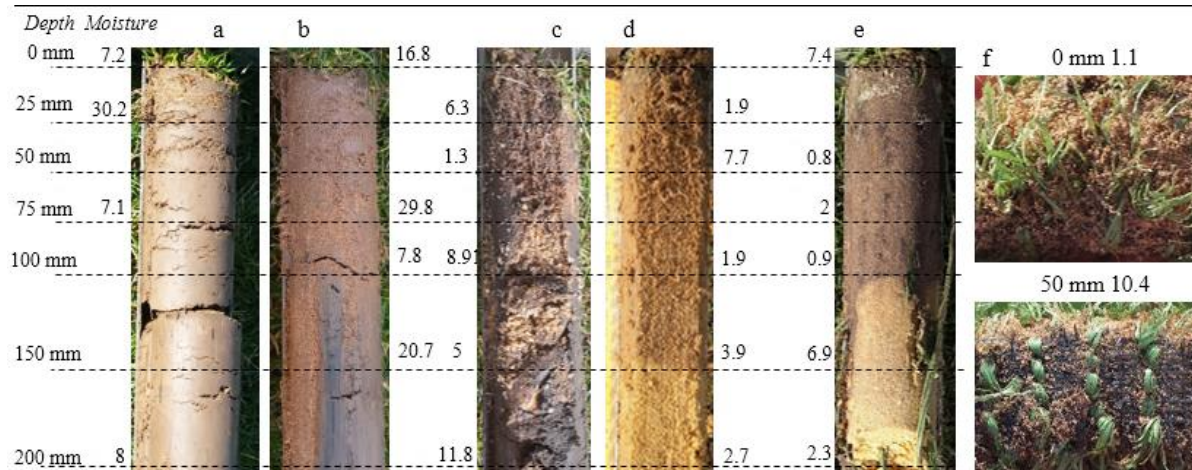 Depth Moisture a b c d e f 0 mm 1.1
0 mm 7.2 16.8 7.4
25 mm 30.2 6.3 1.9
50 mm 1.3 7.7 0.8
75 mm 7.1 29.8 2
100 mm 7.8 8.91 1.9 0.9
50 mm 10.4
150 mm 20.7 5 3.9 6.9
200 mm 8 11.8 2.7 2.3